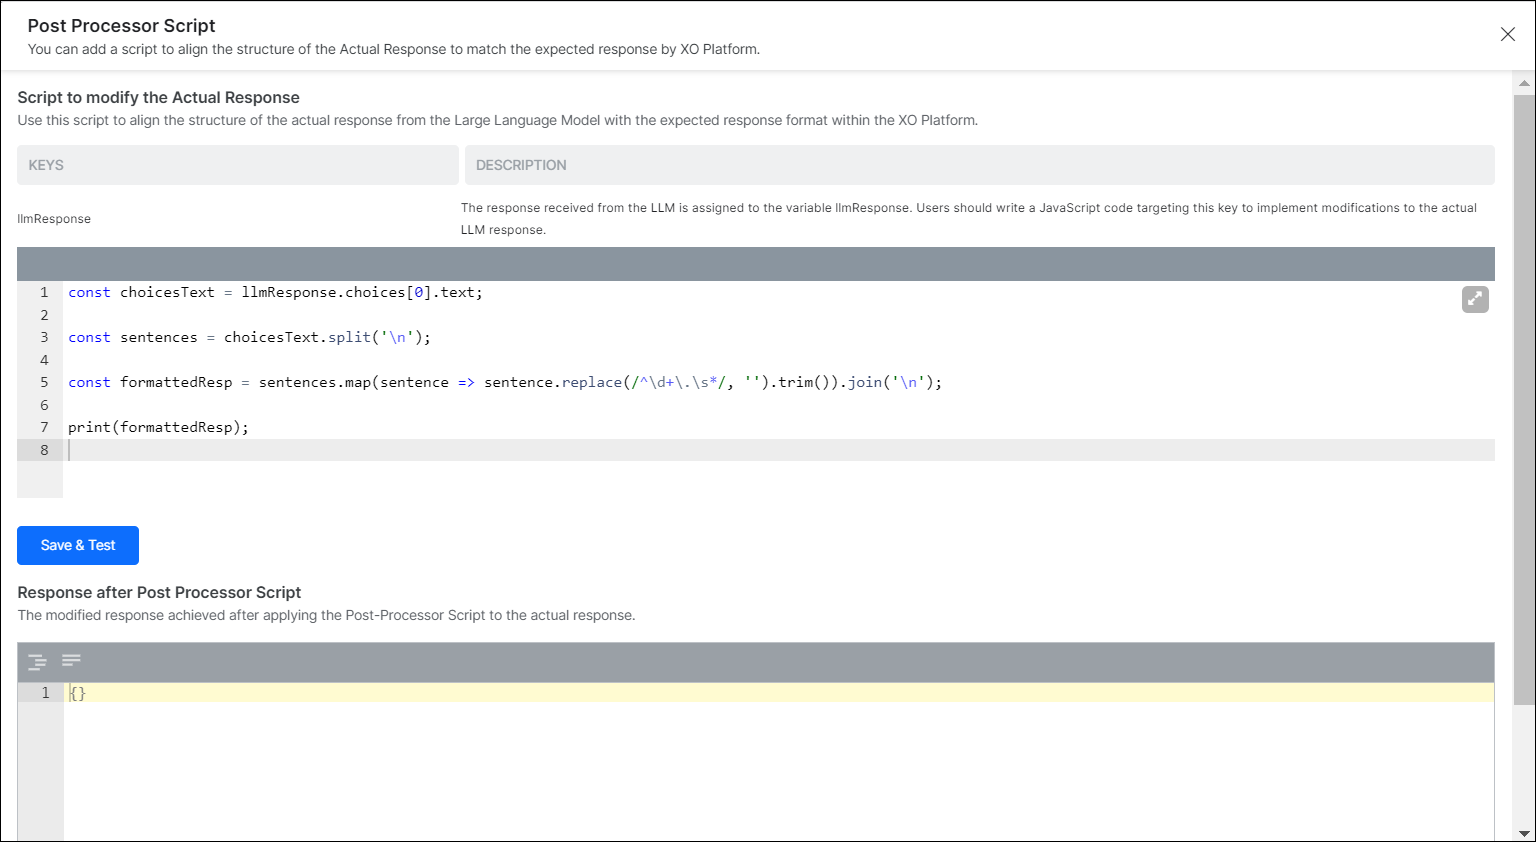 Post Processor Script
You can add a script to align the structure of the Actual Response to match the expected response by XO Platform.
Script to modify the Actual Response
Use this script to align the structure of the actual response from the Large Language Model with the expected response format within the XO Platform.
KEYS DESCRIPTION
llmResponse
The response received from the LLM is assigned to the variable llmResponse. Users should write a JavaScript code targeting this key to implement modifications to the actual
LLM response.
1 const choicesText = llmResponse.choices[0].text;
2
3 const sentences = choicesText.split('\n');
4
5 const formattedResp = sentences.map(sentence => sentence.replace(/^\d+\.\s*/, '').trim()).join('\n');
6
7 print(formattedResp);
8
Save & Test
Response after Post Processor Script
The modified response achieved after applying the Post-Processor Script to the actual response.
1 {}